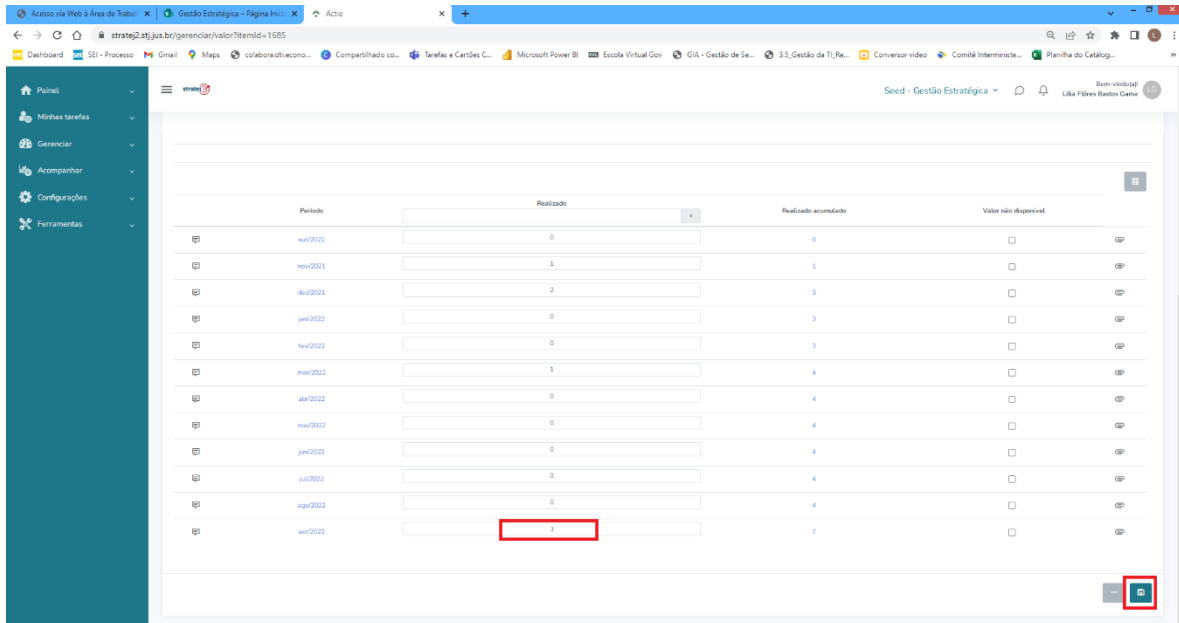 Acesso via Web à Área de Trabal
Gestão Estratégica – Página Inici
Actio
stratej2.stj.jus.br/gerenciar/valor?itemId=1685
Dashboard SEI - Processo Gmail Maps colabora.dtiecono... Compartilhado co... Tarefas e Cartões C... Microsoft Power BI Escola Virtual Gov GIA - Gestão de Se... 3.5_Gestão da TI_Re... Conversor video Comitê Interministe... Planilha do Catálog... »
Painel
Minhas tarefas
Gerenciar
Acompanhar
Configurações
Ferramentas
Seed - Gestão Estratégica
Bem-vindo(a)!
Lília Flôres Bastos Gama
LG
Período Realizado Realizado acumulado Valor não disponível
out/2021 0 0
nov/2021 1 1
dez/2021 2 3
jan/2022 0 3
fev/2022 0 3
mar/2022 1 4
abr/2022 0 4
mai/2022 0 4
jun/2022 0 4
jul/2022 0 4
ago/2022 0 4
set/2022 3 7